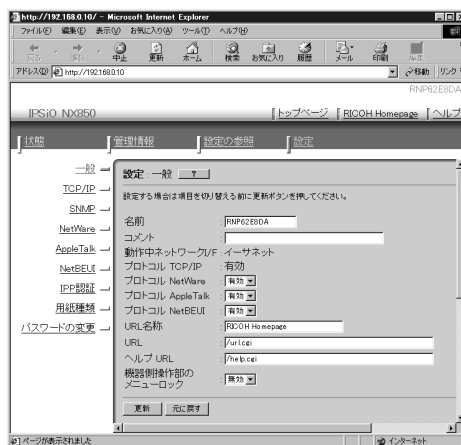 http://192.168.0.10/ - Microsoft Internet Explorer
ファイル(F) 編集(E) 表示(V) お気に入り(A) ツール(T) ヘルプ(H)
戻る 進む 中止 更新 ホーム 検索 お気に入り 履歴 メール 印刷 編集
アドレス(D) http://192.168.0.10 移動 リンク
RNP62E8DA
IPSiO NX850 トップページ RICOH Homepage ヘルプ
状態 管理情報 設定の参照 設定
一般
TCP/IP
SNMP
NetWare
AppleTalk
NetBEUI
IPP認証
用紙種類
パスワードの変更
設定 : 一般 ?
設定する場合は項目を切り替える前に更新ボタンを押してください。
名前 : RNP62E8DA
コメント :
動作中ネットワークI/F : イーサネット
プロトコル TCP/IP : 有効
プロトコル NetWare : 有効
プロトコル AppleTalk : 有効
プロトコル NetBEUI : 有効
URL名称 : RICOH Homepage
URL : /url.cgi
ヘルプ URL : /help.cgi
機器側操作部の
メニューロック : 無効
更新 元に戻す
ページが表示されました インターネット